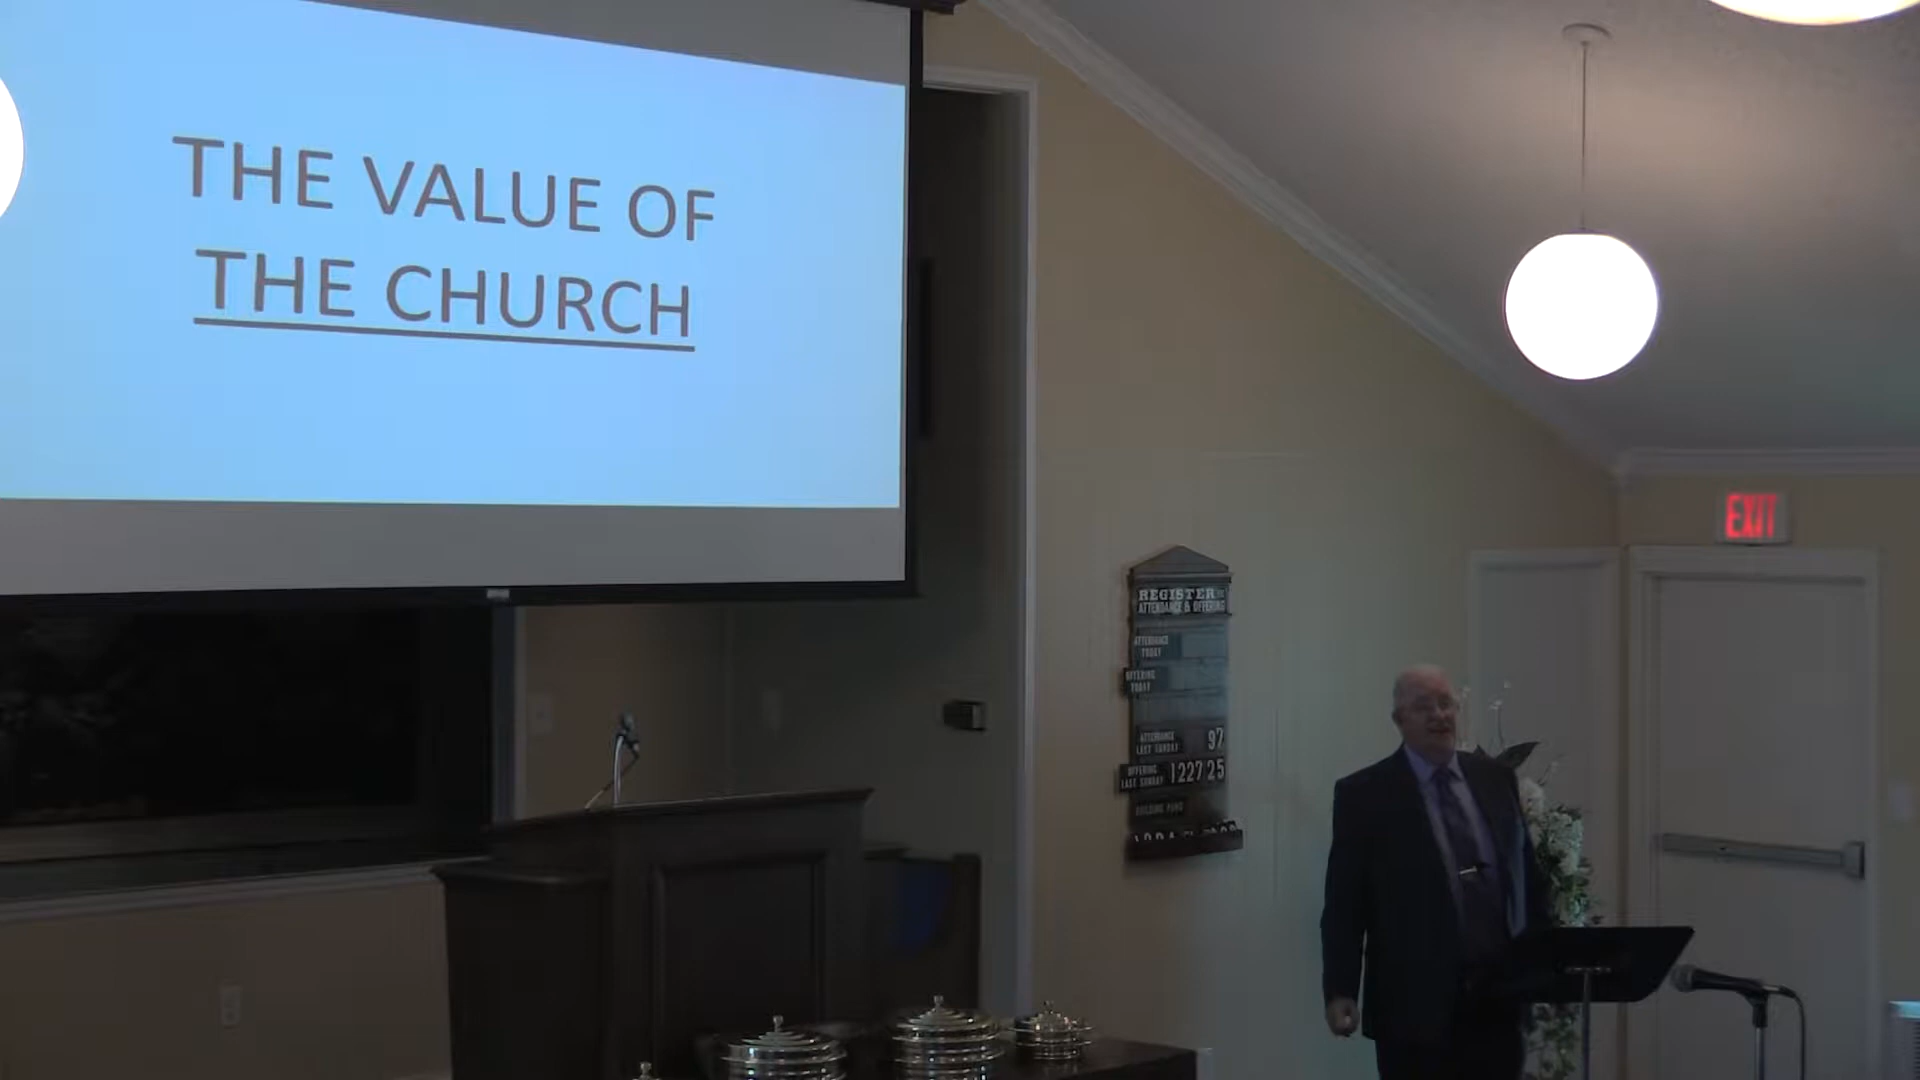 THE VALUE OF
THE CHURCH
EXIT
REGISTER OF
ATTENDANCE & OFFERING
ATTENDANCE
TODAY
OFFERING
TODAY
ATTENDANCE
LAST SUNDAY 97
OFFERING
LAST SUNDAY 1227 25
BUILDING FUND